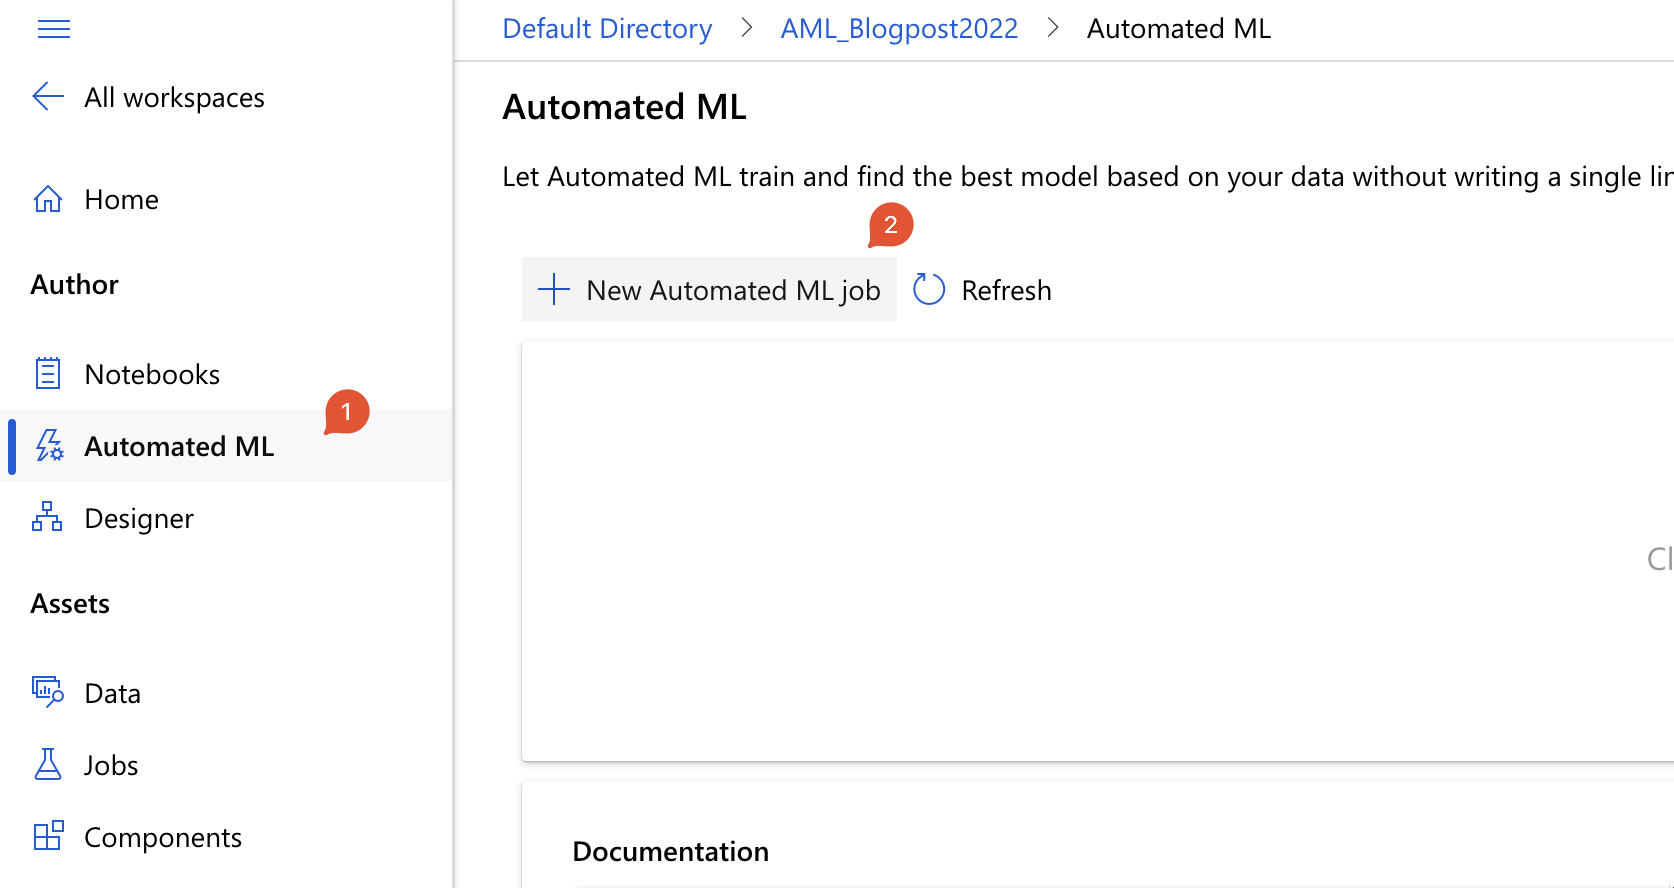 All workspaces
Home
Author
Notebooks
1
Automated ML
Designer
Assets
Data
Jobs
Components
Default Directory > AML_Blogpost2022 > Automated ML
Automated ML
Let Automated ML train and find the best model based on your data without writing a single
2
New Automated ML job
Refresh
Documentation